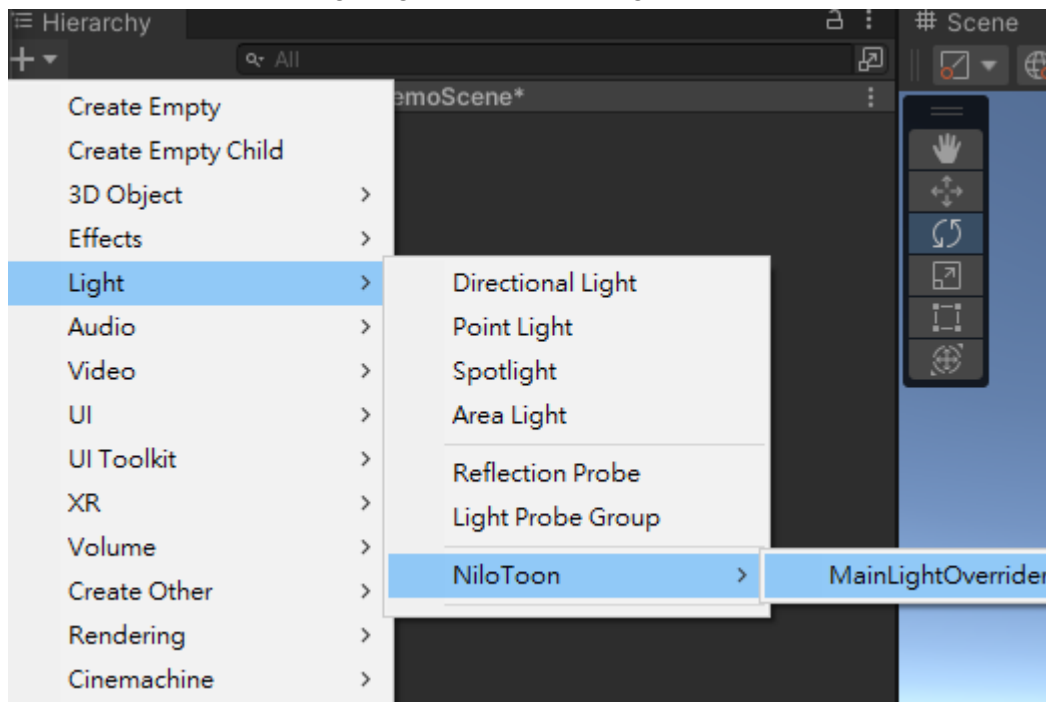 Hierarchy
Scene
All
emoScene*
Create Empty
Create Empty Child
3D Object
Effects
Light
Audio
Video
UI
UI Toolkit
XR
Volume
Create Other
Rendering
Cinemachine
Directional Light
Point Light
Spotlight
Area Light
Reflection Probe
Light Probe Group
NiloToon
MainLightOverrider